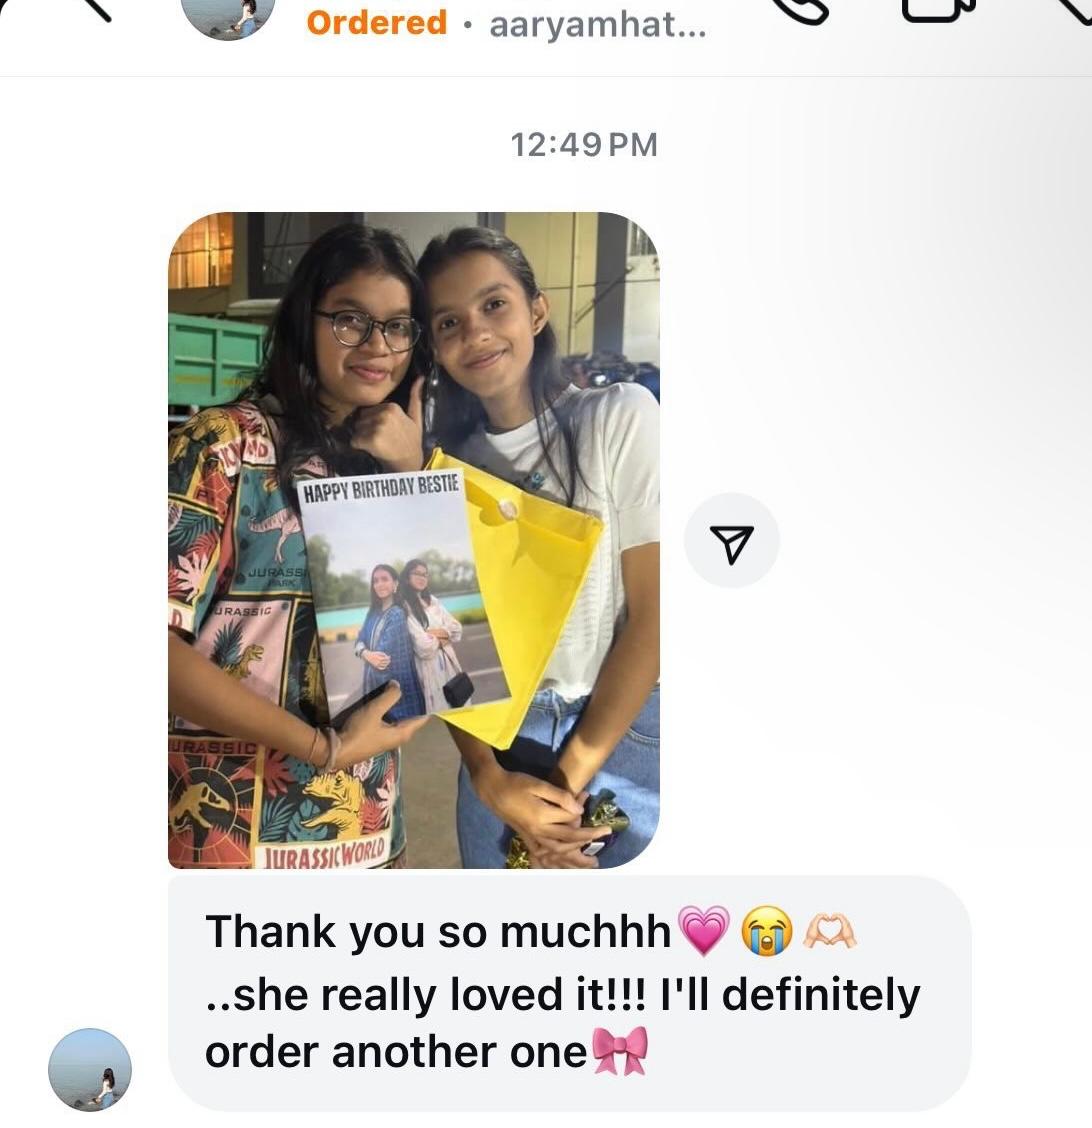 Ordered • aaryamhat...
12:49 PM
HAPPY BIRTHDAY BESTIE
JURASSI
PARK
JURASSIC
JURASSIC
JURASSIC WORLD
Thank you so muchhh💗😭🫶🏻
..she really loved it!!! I'll definitely
order another one🎀